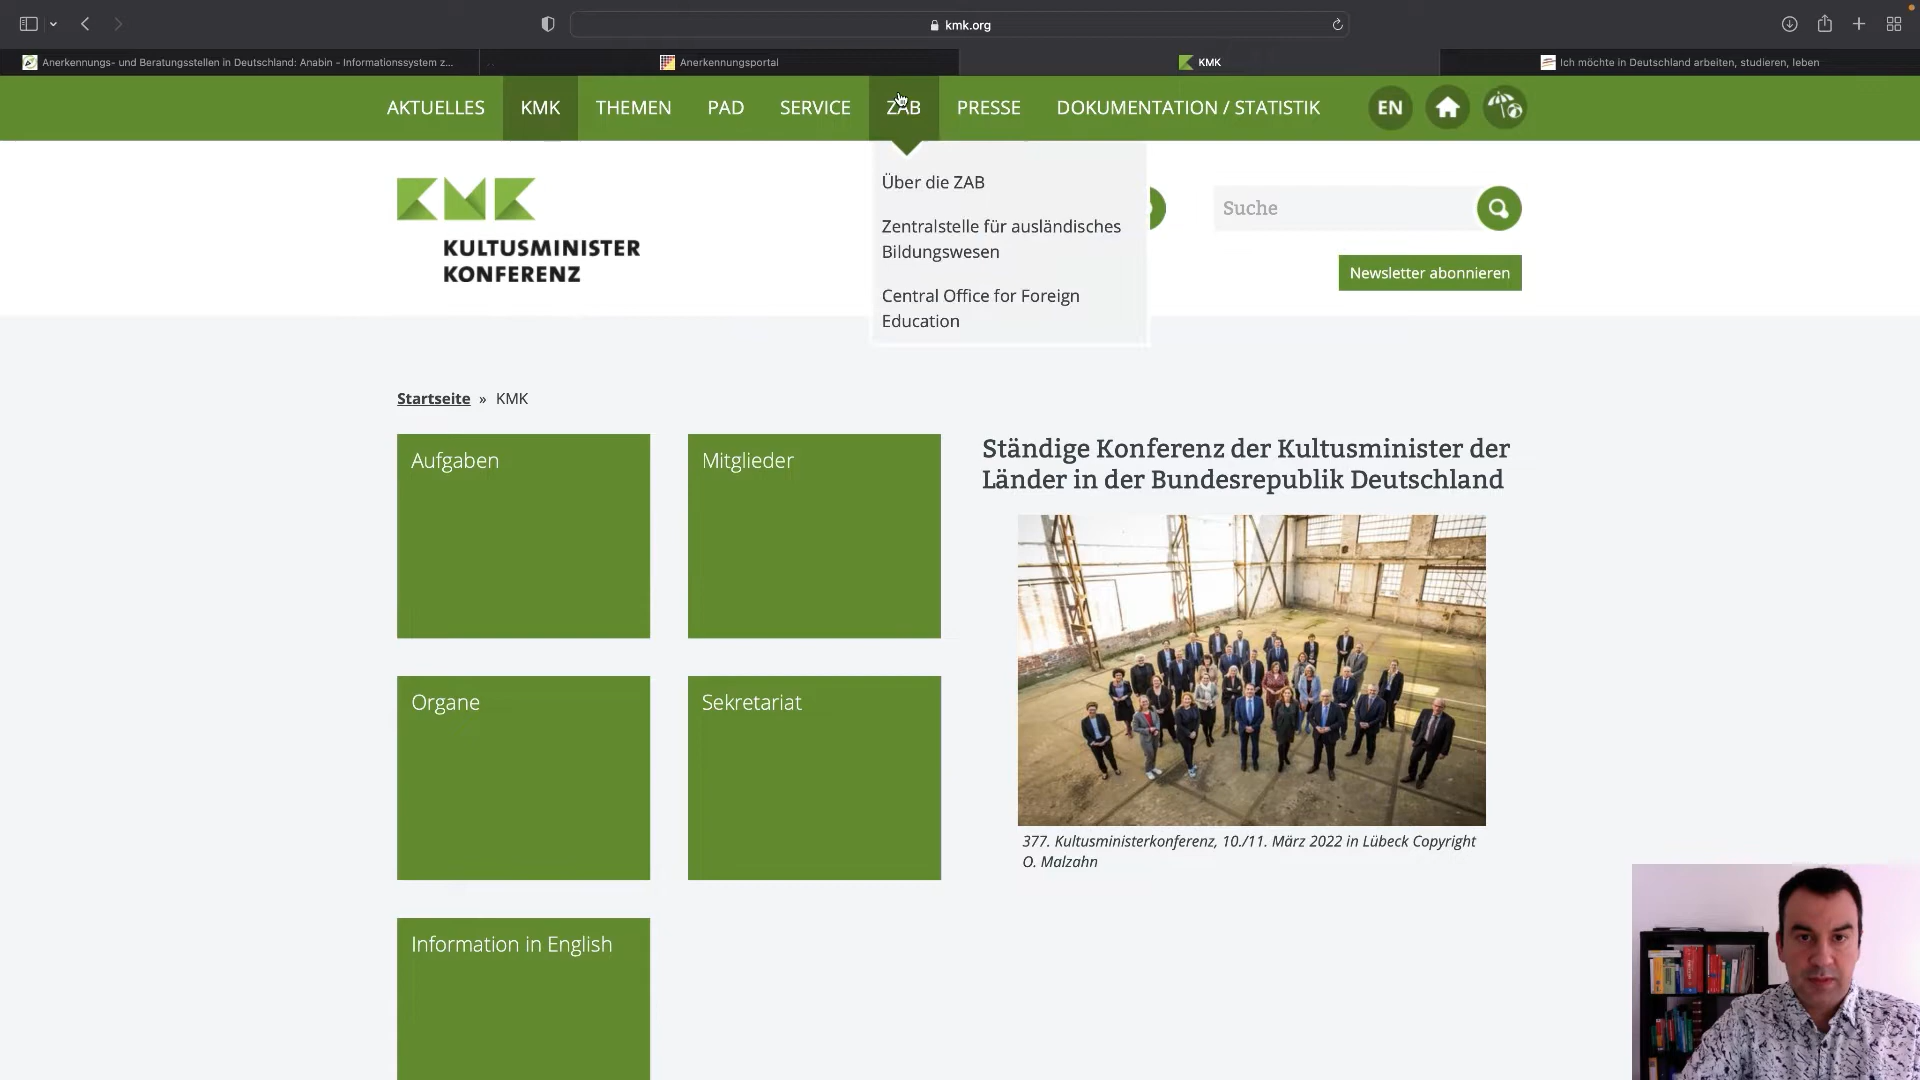 kmk.org
Anerkennungs- und Beratungsstellen in Deutschland: Anabin - Informationssystem z...
Anerkennungsportal
KMK
Ich möchte in Deutschland arbeiten, studieren, leben
AKTUELLES
KMK
THEMEN
PAD
SERVICE
ZAB
PRESSE
DOKUMENTATION / STATISTIK
EN
Über die ZAB
Zentralstelle für ausländisches
Bildungswesen
Central Office for Foreign
Education
KMK
KULTUSMINISTER
KONFERENZ
Suche
Newsletter abonnieren
Startseite » KMK
Aufgaben
Mitglieder
Organe
Sekretariat
Information in English
Ständige Konferenz der Kultusminister der
Länder in der Bundesrepublik Deutschland
377. Kultusministerkonferenz, 10./11. März 2022 in Lübeck Copyright
O. Malzahn